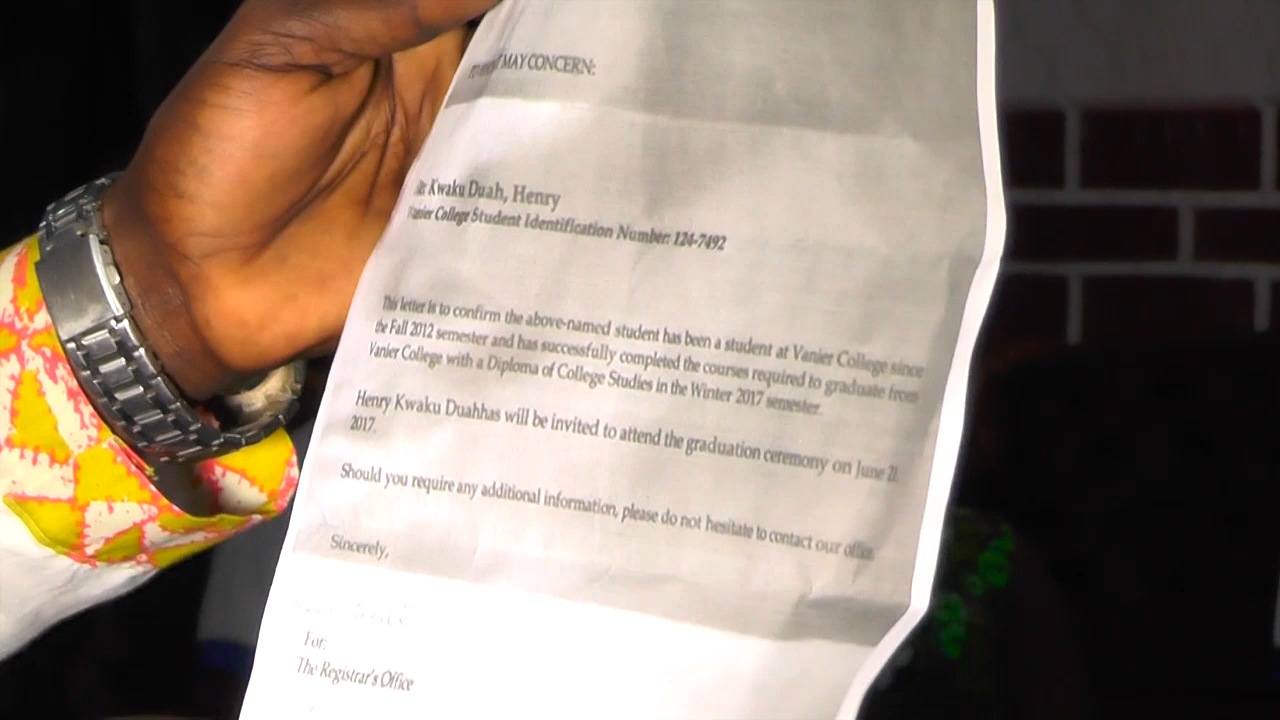 MAY CONCERN:
Kwaku Duah, Henry
Vanier College Student Identification Number: 124-7492
This letter is to confirm the above-named student has been a student at Vanier College since
the Fall 2012 semester and has successfully completed the courses required to graduate from
Vanier College with a Diploma of College Studies in the Winter 2017 semester.
Henry Kwaku Duahhas will be invited to attend the graduation ceremony on June 21,
2017.
Should you require any additional information, please do not hesitate to contact our office.
Sincerely,
For:
The Registrar's Office